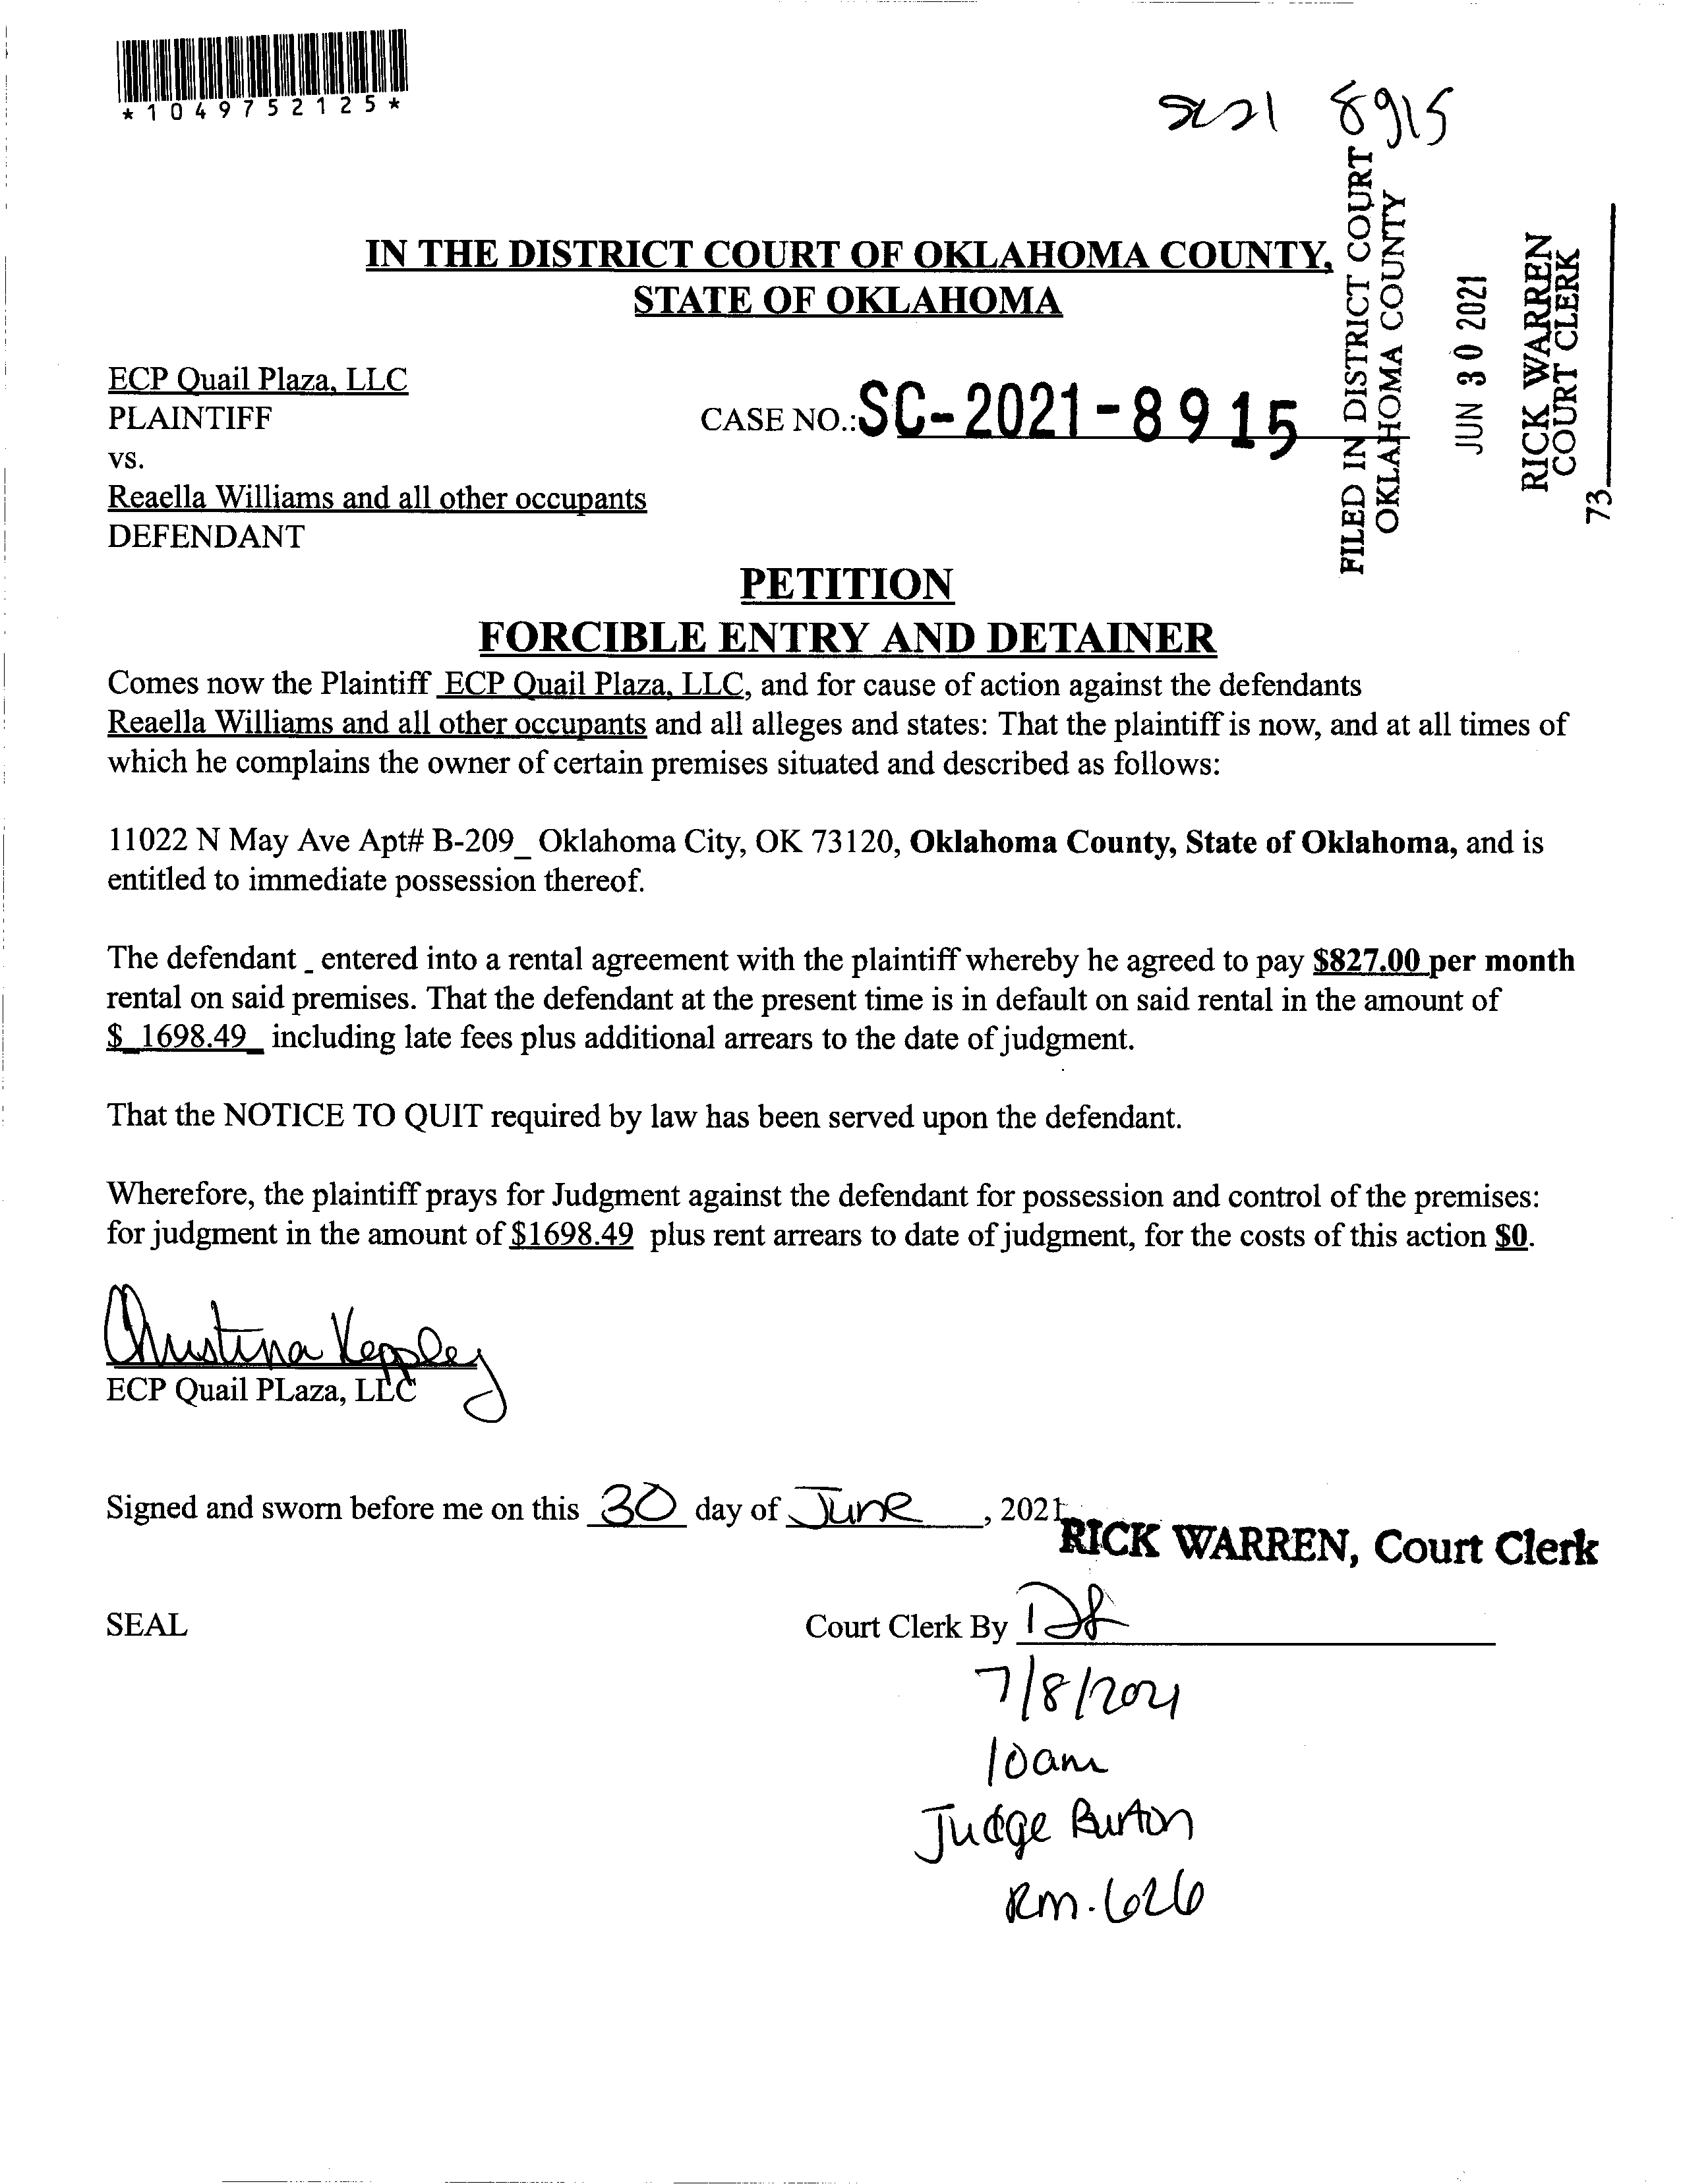 *1049752125*
SC21 8915
IN THE DISTRICT COURT OF OKLAHOMA COUNTY,
STATE OF OKLAHOMA
FILED IN DISTRICT COURT
OKLAHOMA COUNTY
JUN 30 2021
RICK WARREN
COURT CLERK
73
ECP Quail Plaza, LLC
PLAINTIFF
CASE NO.:SC-2021-8915
vs.
Reaella Williams and all other occupants
DEFENDANT
PETITION
FORCIBLE ENTRY AND DETAINER
Comes now the Plaintiff ECP Quail Plaza, LLC, and for cause of action against the defendants
Reaella Williams and all other occupants and all alleges and states: That the plaintiff is now, and at all times of
which he complains the owner of certain premises situated and described as follows:
11022 N May Ave Apt# B-209_ Oklahoma City, OK 73120, Oklahoma County, State of Oklahoma, and is
entitled to immediate possession thereof.
The defendant _ entered into a rental agreement with the plaintiff whereby he agreed to pay $827.00 per month
rental on said premises. That the defendant at the present time is in default on said rental in the amount of
$_1698.49_ including late fees plus additional arrears to the date of judgment.
That the NOTICE TO QUIT required by law has been served upon the defendant.
Wherefore, the plaintiff prays for Judgment against the defendant for possession and control of the premises:
for judgment in the amount of $1698.49 plus rent arrears to date of judgment, for the costs of this action $0.
Christina Keppley
ECP Quail PLaza, LLC
Signed and sworn before me on this 30 day of June, 2021
RICK WARREN, Court Clerk
SEAL
Court Clerk By
7/8/2021
10am
Judge Burton
Rm. 626